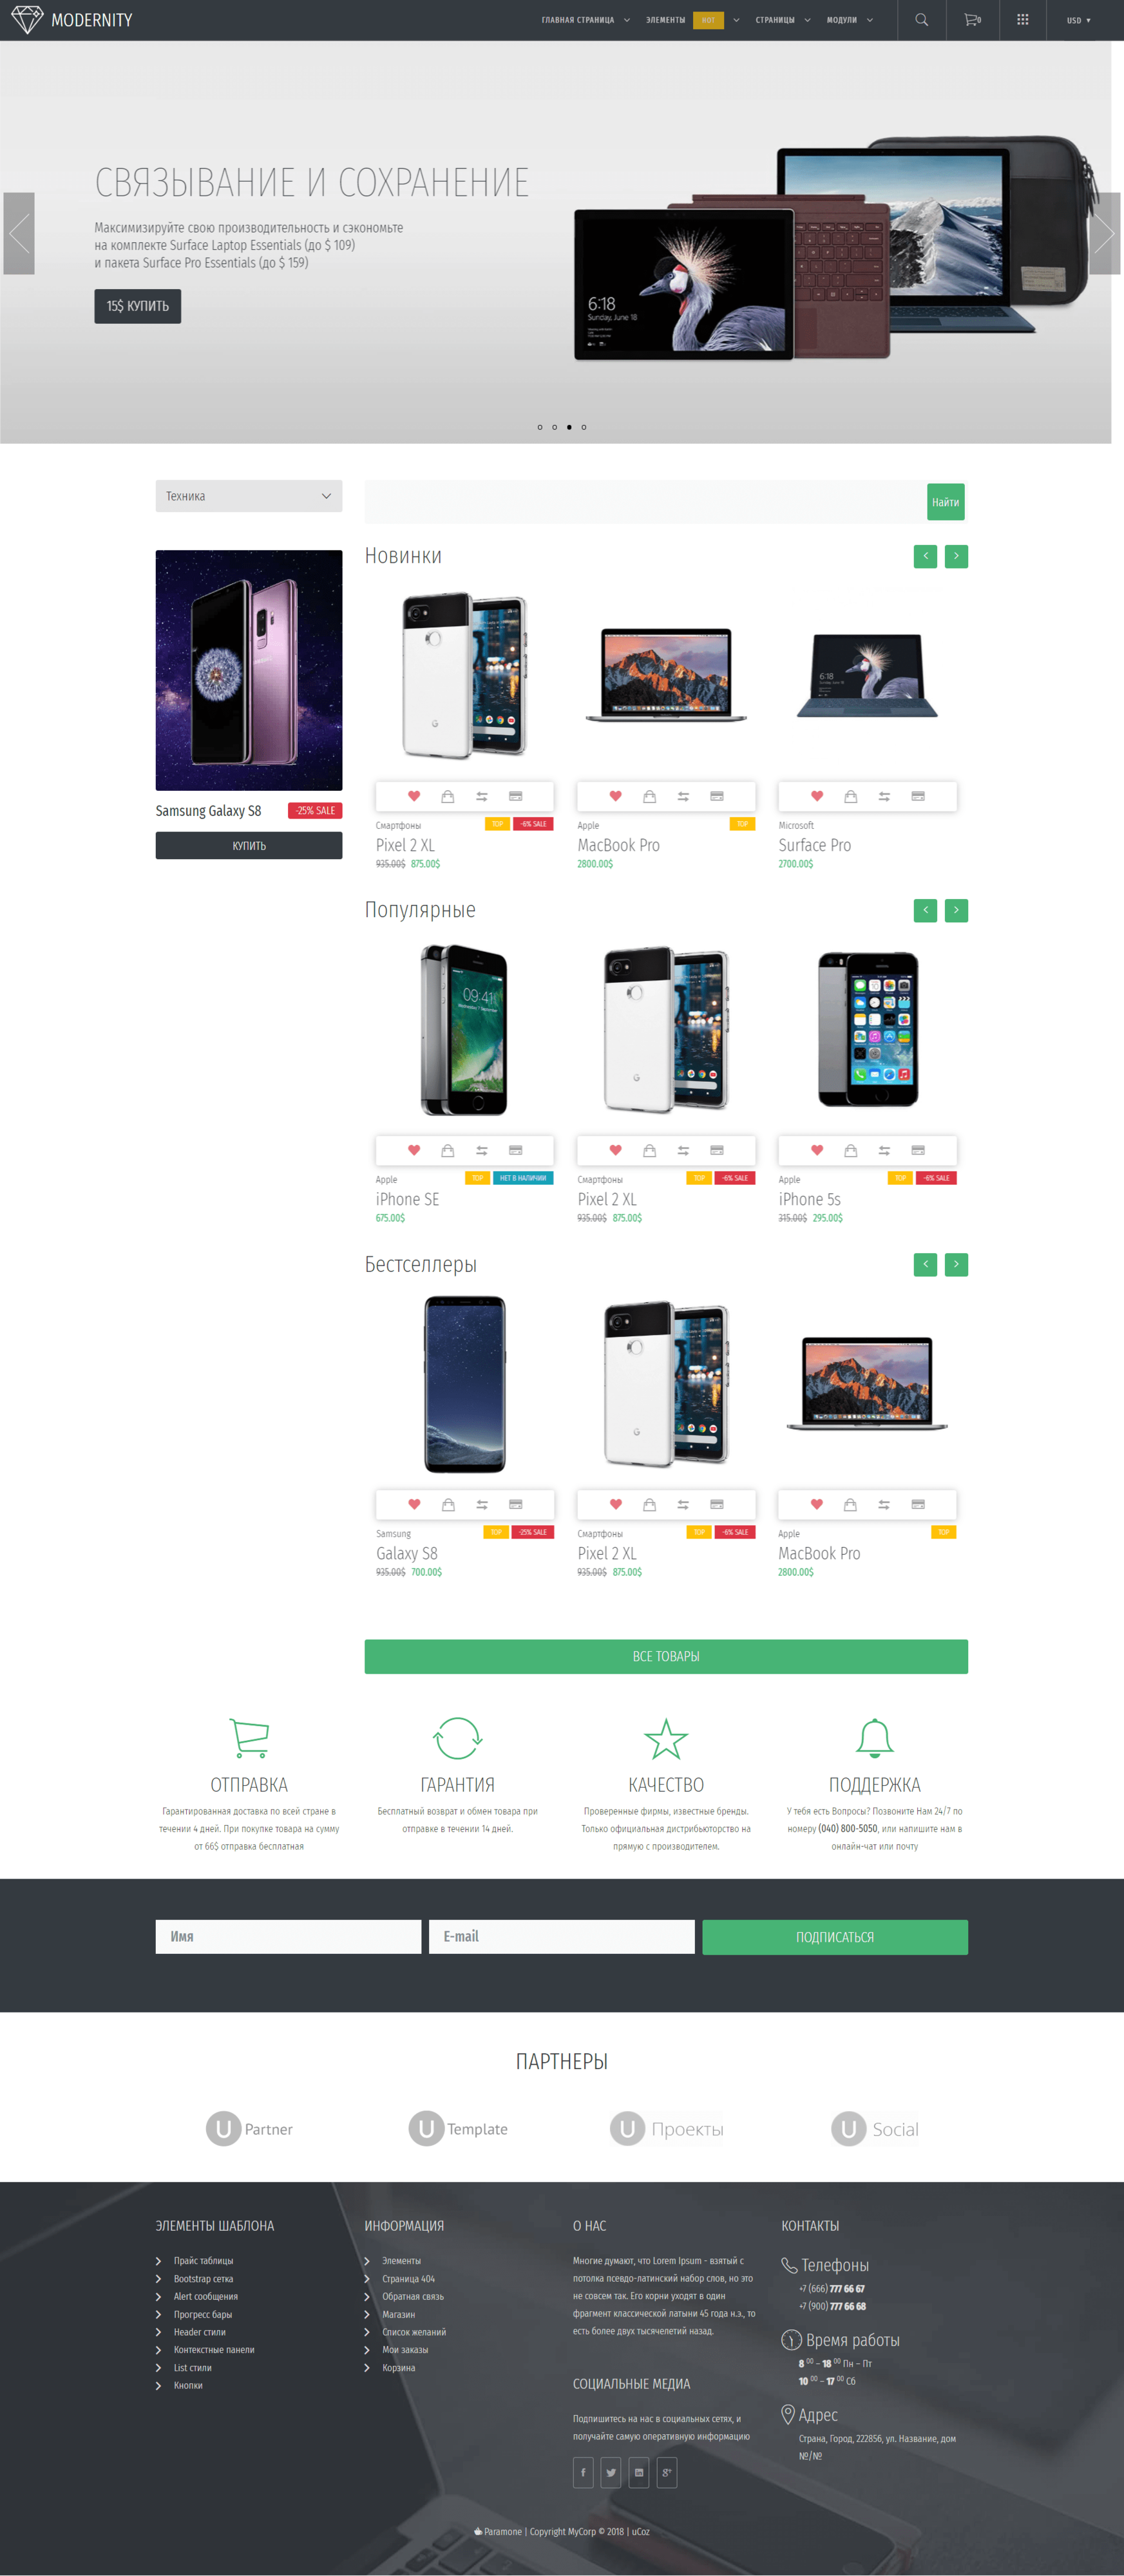 MODERNITY
ГЛАВНАЯ СТРАНИЦА
ЭЛЕМЕНТЫ HOT
СТРАНИЦЫ
МОДУЛИ
0
USD
СВЯЗЫВАНИЕ И СОХРАНЕНИЕ
Максимизируйте свою производительность и сэкономьте
на комплекте Surface Laptop Essentials (до $ 109)
и пакета Surface Pro Essentials (до $ 159)
15$ КУПИТЬ
6:18
Sunday, June 18
Техника
Найти
Samsung Galaxy S8
-25% SALE
КУПИТЬ
Новинки
6:18
Смартфоны
TOP
-6% SALE
Pixel 2 XL
935.00$ 875.00$
Apple
TOP
MacBook Pro
2800.00$
Microsoft
Surface Pro
2700.00$
Популярные
09:41
Apple
TOP
НЕТ В НАЛИЧИИ
iPhone SE
675.00$
Смартфоны
TOP
-6% SALE
Pixel 2 XL
935.00$ 875.00$
Apple
TOP
-6% SALE
iPhone 5s
315.00$ 295.00$
Бестселлеры
Samsung
TOP
-25% SALE
Galaxy S8
935.00$ 700.00$
Смартфоны
TOP
-6% SALE
Pixel 2 XL
935.00$ 875.00$
Apple
TOP
MacBook Pro
2800.00$
ВСЕ ТОВАРЫ
ОТПРАВКА
Гарантированная доставка по всей стране в
течении 4 дней. При покупке товара на сумму
от 66$ отправка бесплатная
ГАРАНТИЯ
Бесплатный возврат и обмен товара при
отправке в течении 14 дней.
КАЧЕСТВО
Проверенные фирмы, известные бренды.
Только официальная дистрибьюторство на
прямую с производителем.
ПОДДЕРЖКА
У тебя есть Вопросы? Позвоните Нам 24/7 по
номеру (040) 800-5050, или напишите нам в
онлайн-чат или почту
Имя
E-mail
ПОДПИСАТЬСЯ
ПАРТНЕРЫ
U Partner
U Template
U Проекты
U Social
ЭЛЕМЕНТЫ ШАБЛОНА
Прайс таблицы
Bootstrap сетка
Alert сообщения
Прогресс бары
Header стили
Контекстные панели
List стили
Кнопки
ИНФОРМАЦИЯ
Элементы
Страница 404
Обратная связь
Магазин
Список желаний
Мои заказы
Корзина
О НАС
Многие думают, что Lorem Ipsum - взятый с
потолка псевдо-латинский набор слов, но это
не совсем так. Его корни уходят в один
фрагмент классической латыни 45 года н.э., то
есть более двух тысячелетий назад.
СОЦИАЛЬНЫЕ МЕДИА
Подпишитесь на нас в социальных сетях, и
получайте самую оперативную информацию
КОНТАКТЫ
Телефоны
+7 (666) 777 66 67
+7 (900) 777 66 68
Время работы
8 00 – 18 00 Пн – Пт
10 00 – 17 00 Сб
Адрес
Страна, Город, 222856, ул. Название, дом
№/№
Paramone | Copyright MyCorp © 2018 | uCoz